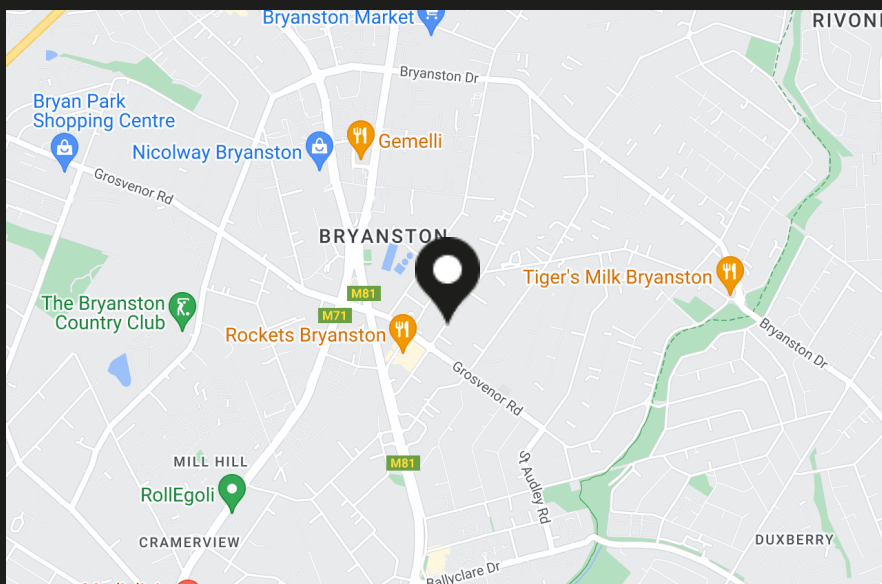 Bryanston Market
Bryanston Dr
Bryan Park
Shopping Centre
Nicolway Bryanston
Gemelli
Grosvenor Rd
BRYANSTON
Tiger's Milk Bryanston
M81
The Bryanston
Country Club
M71
Rockets Bryanston
Bryanston Dr
Grosvenor Rd
MILL HILL
M81
St Audley Rd
RollEgoli
CRAMERVIEW
DUXBERRY
Ballyclare Dr